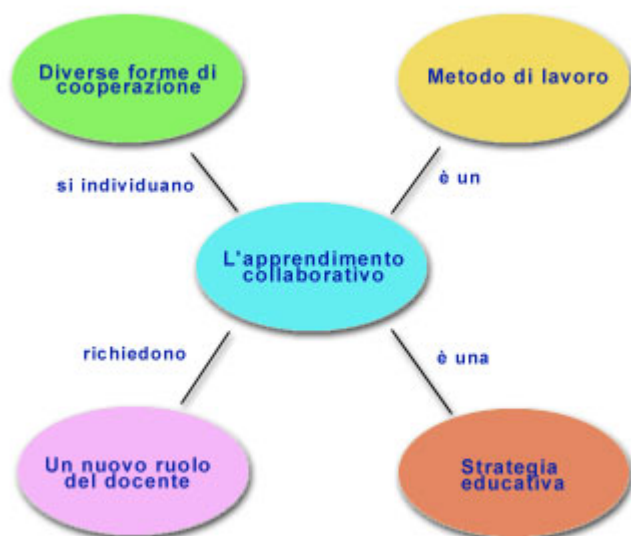 Diverse forme di
cooperazione
Metodo di lavoro
si individuano
è un
L'apprendimento
collaborativo
richiedono
è una
Un nuovo ruolo
del docente
Strategia
educativa